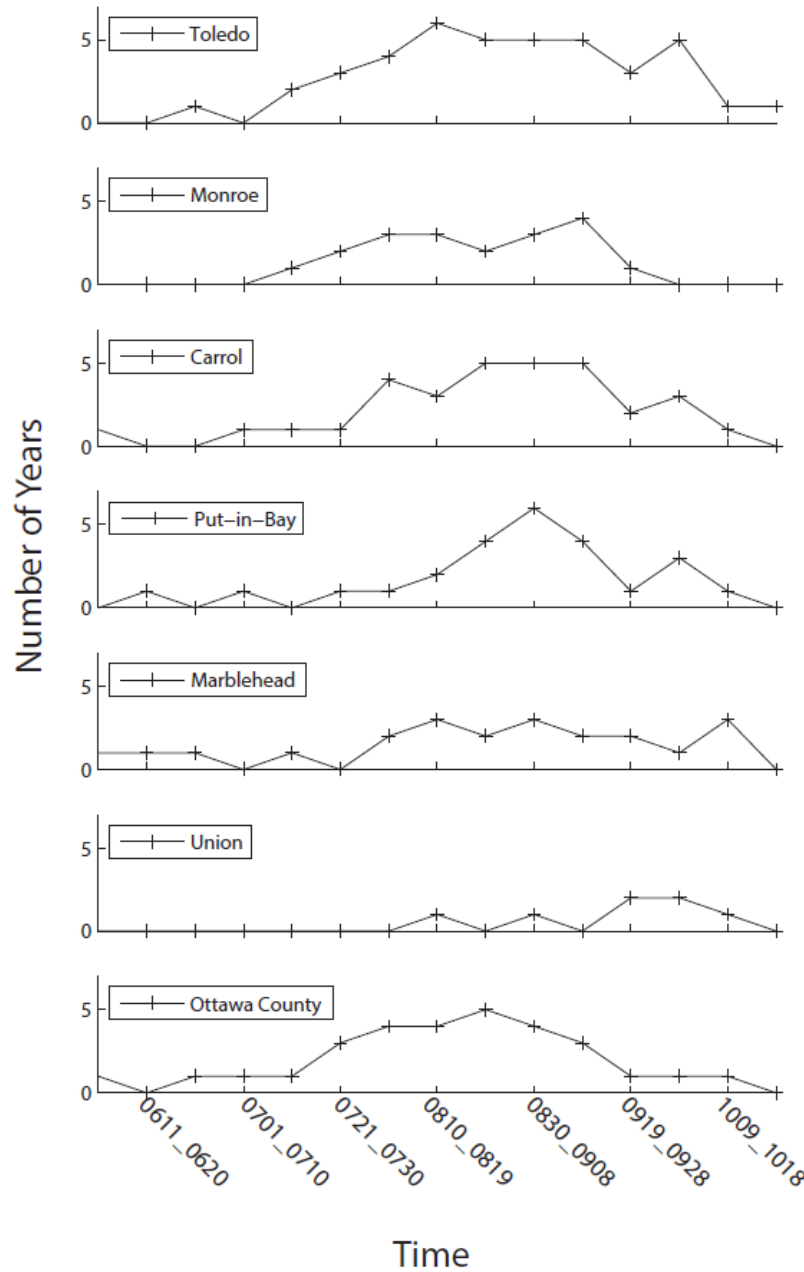 Number of Years
5
Toledo
0
5
Monroe
0
5
Carrol
0
5
Put−in−Bay
0
5
Marblehead
0
5
Union
0
5
Ottawa County
0
0611_0620
0701_0710
0721_0730
0810_0819
0830_0908
0919_0928
1009_1018
Time